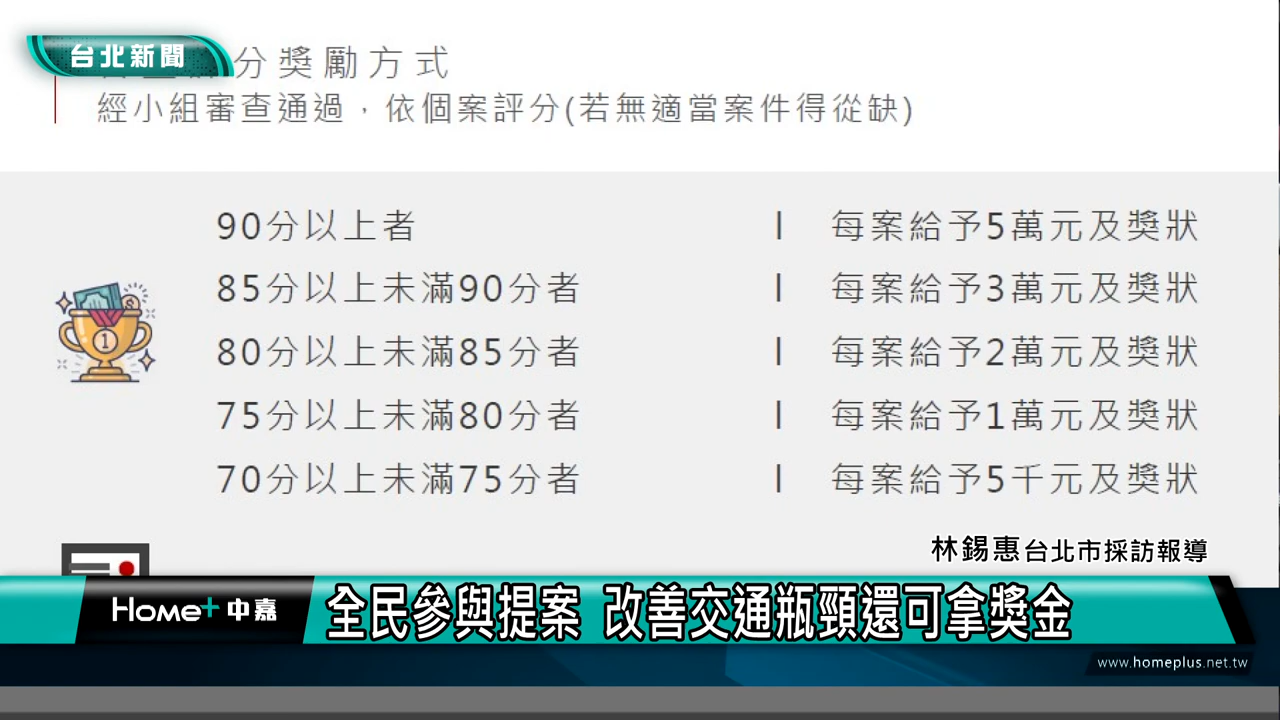 台北新聞
分獎勵方式
經小組審查通過，依個案評分(若無適當案件得從缺)
90分以上者 | 每案給予5萬元及獎狀
85分以上未滿90分者 | 每案給予3萬元及獎狀
80分以上未滿85分者 | 每案給予2萬元及獎狀
75分以上未滿80分者 | 每案給予1萬元及獎狀
70分以上未滿75分者 | 每案給予5千元及獎狀
1
$
林錫惠台北市採訪報導
Home+中嘉
全民參與提案 改善交通瓶頸還可拿獎金
www.homeplus.net.tw